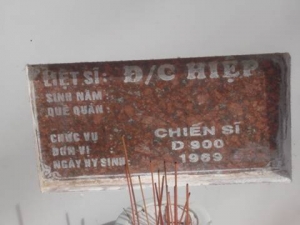 LIỆT SĨ: Đ/C HIỆP
SINH NĂM:
QUÊ QUÁN:
CHỨC VỤ CHIẾN SĨ
ĐƠN VỊ D 900
NGÀY HY SINH: 1969